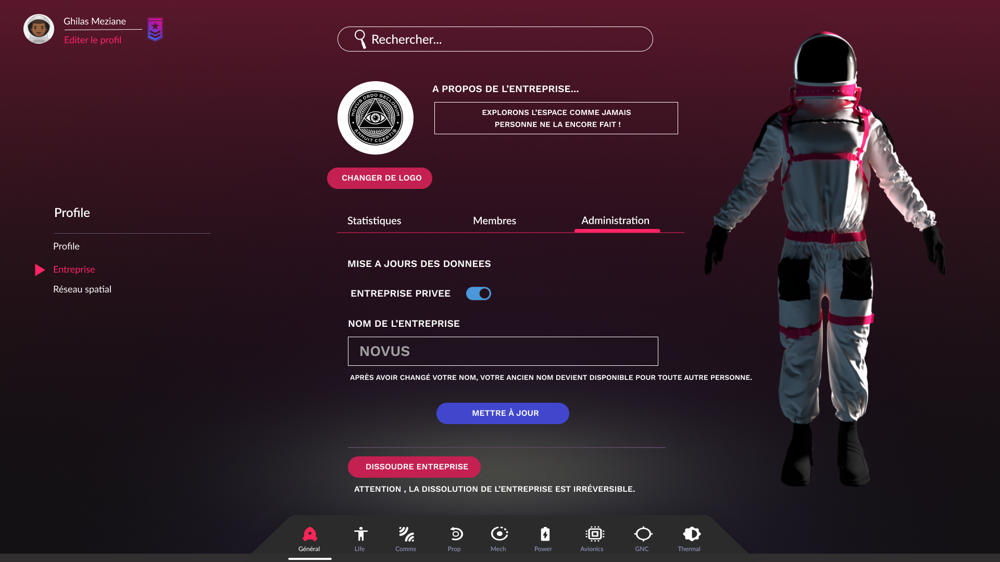 Ghilas Meziane
Editer le profil
Rechercher...
A PROPOS DE L’ENTREPRISE...
EXPLORONS L’ESPACE COMME JAMAIS
PERSONNE NE LA ENCORE FAIT !
NOVUS ORDO SECLORUM
ANNUIT COEPTIS
CHANGER DE LOGO
Profile
Profile
Entreprise
Réseau spatial
Statistiques
Membres
Administration
MISE A JOURS DES DONNEES
ENTREPRISE PRIVEE
NOM DE L’ENTREPRISE
NOVUS
APRÈS AVOIR CHANGÉ VOTRE NOM, VOTRE ANCIEN NOM DEVIENT DISPONIBLE POUR TOUTE AUTRE PERSONNE.
METTRE À JOUR
DISSOUDRE ENTREPRISE
ATTENTION , LA DISSOLUTION DE L’ENTREPRISE EST IRRÉVERSIBLE.
Général
Life
Comms
Prop
Mech
Power
Avionics
GNC
Thermal